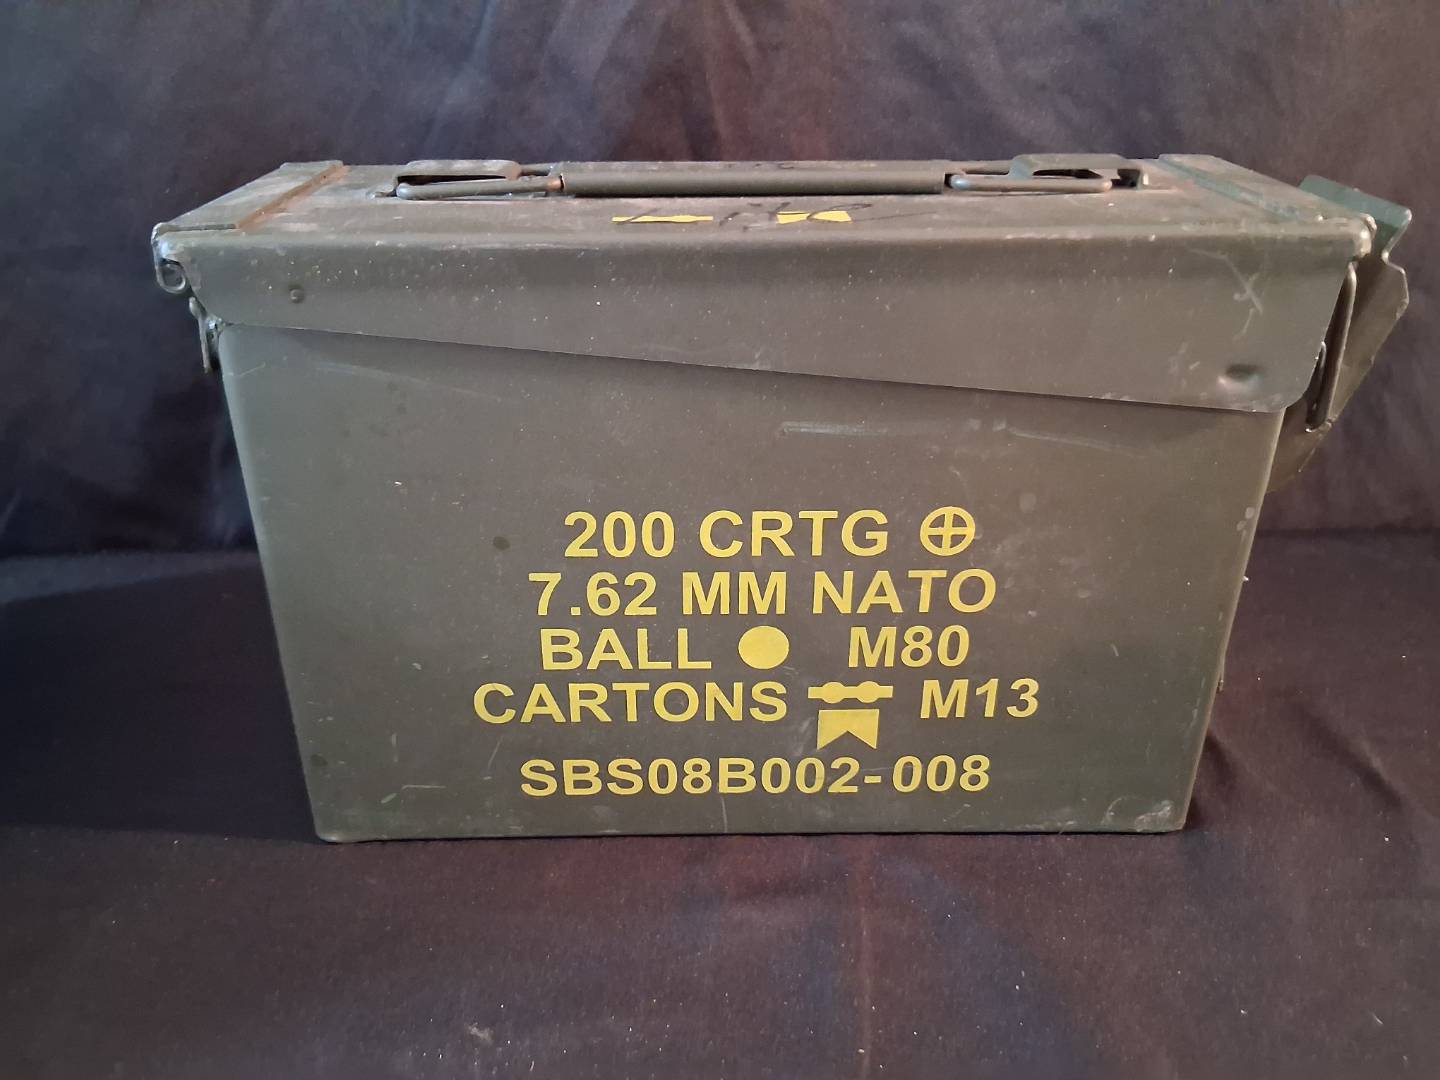 200 CRTG ⊕
7.62 MM NATO
BALL ● M80
CARTONS M13
SBS08B002-008